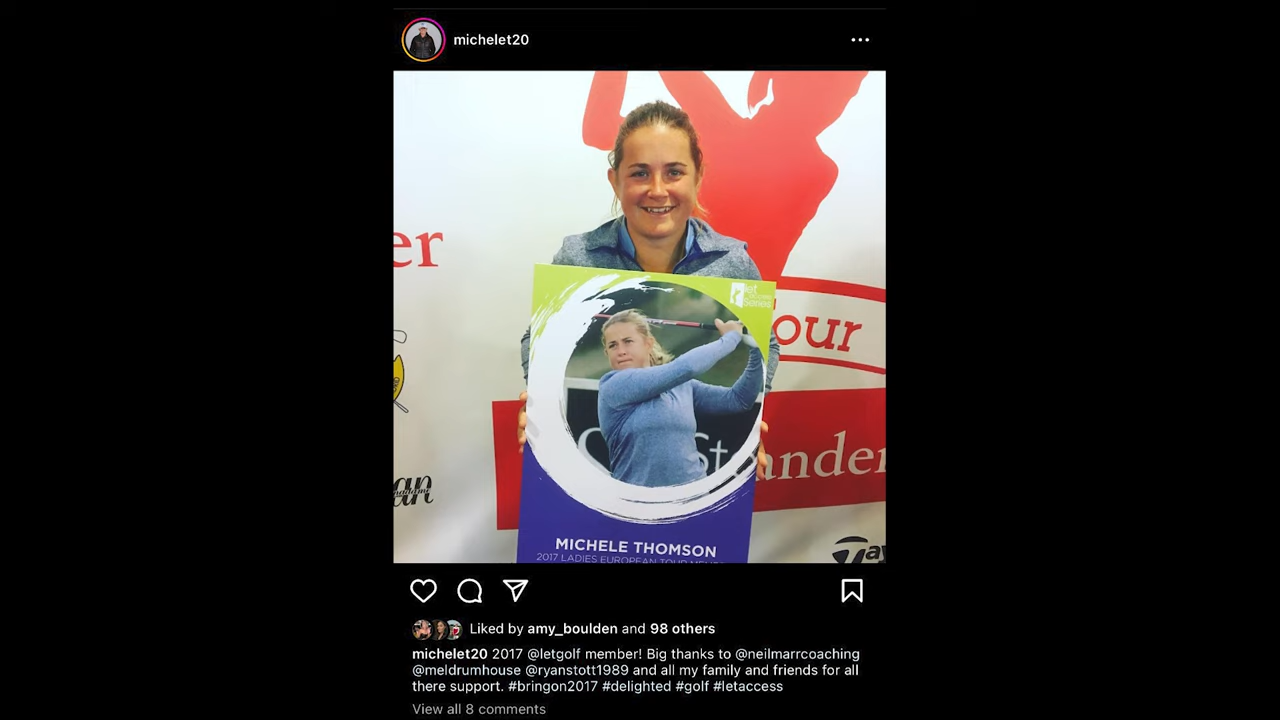 michelet20
er
let
Series
our
St
ander
MICHELE THOMSON
2017 LADIES EUROPEAN TOUR
Liked by amy_boulden and 98 others
michelet20 2017 @letgolf member! Big thanks to @neilmarrcoaching
@meldrumhouse @ryanstott1989 and all my family and friends for all
there support. #bringon2017 #delighted #golf #letaccess
View all 8 comments